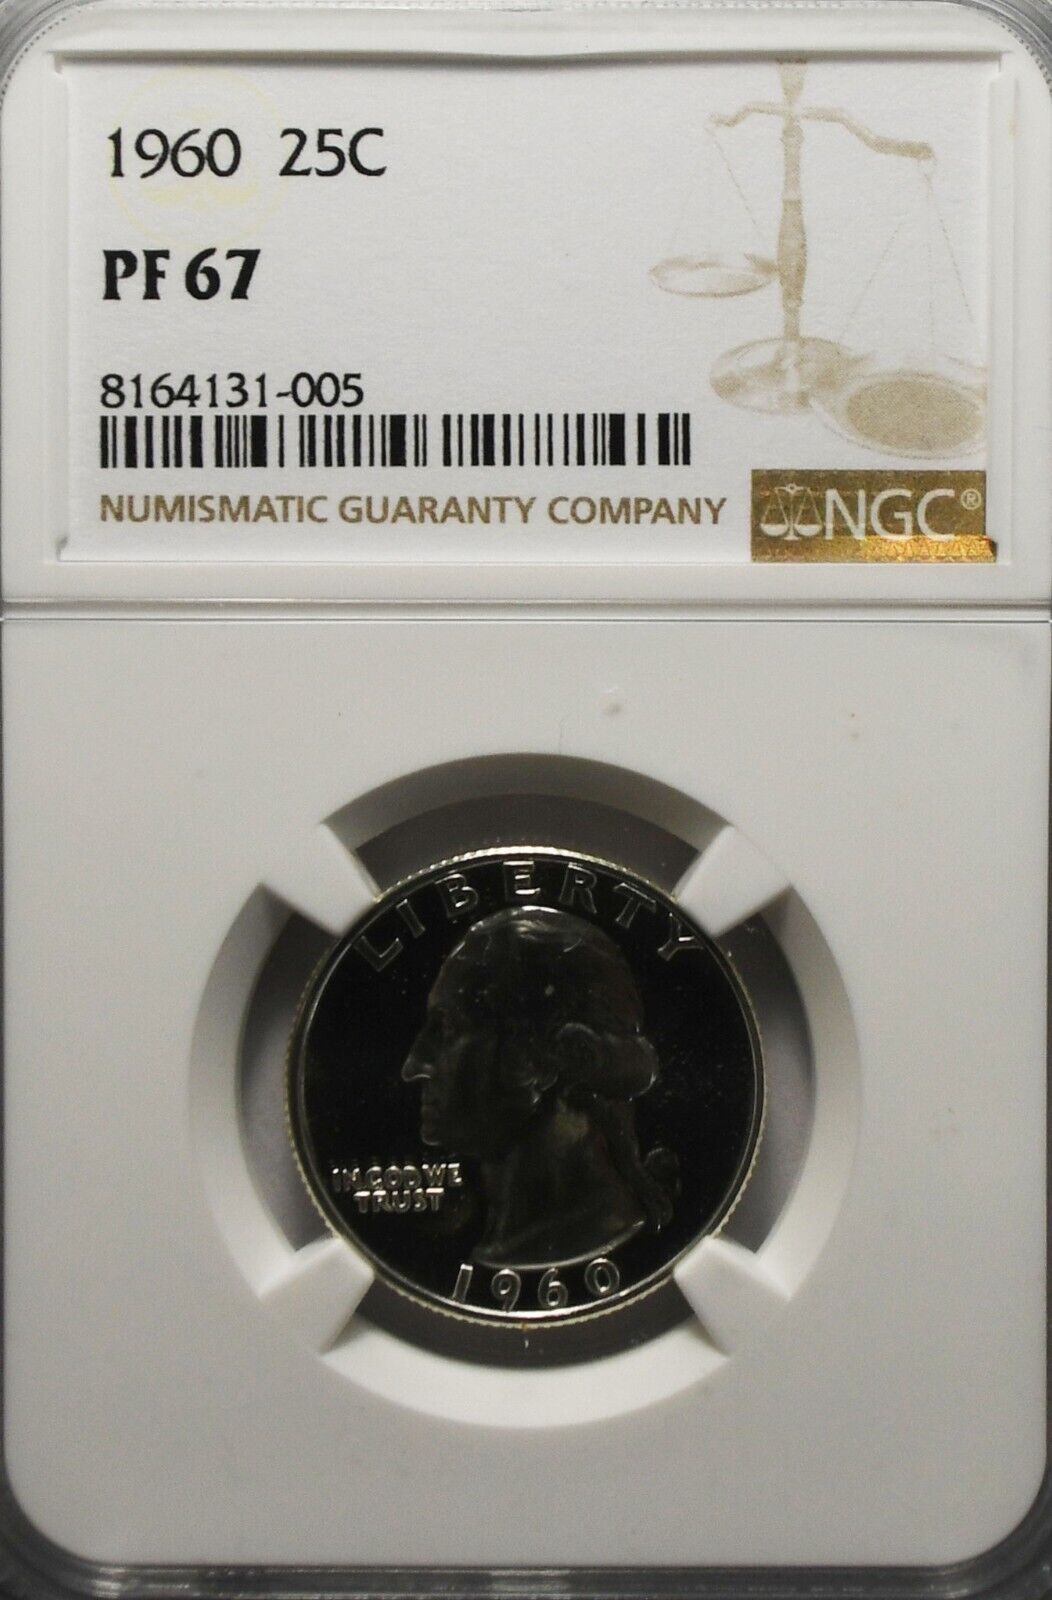 1960 25C
PF 67
8164131-005
NUMISMATIC GUARANTY COMPANY
NGC®
LIBERTY
IN GOD WE
TRUST
1960